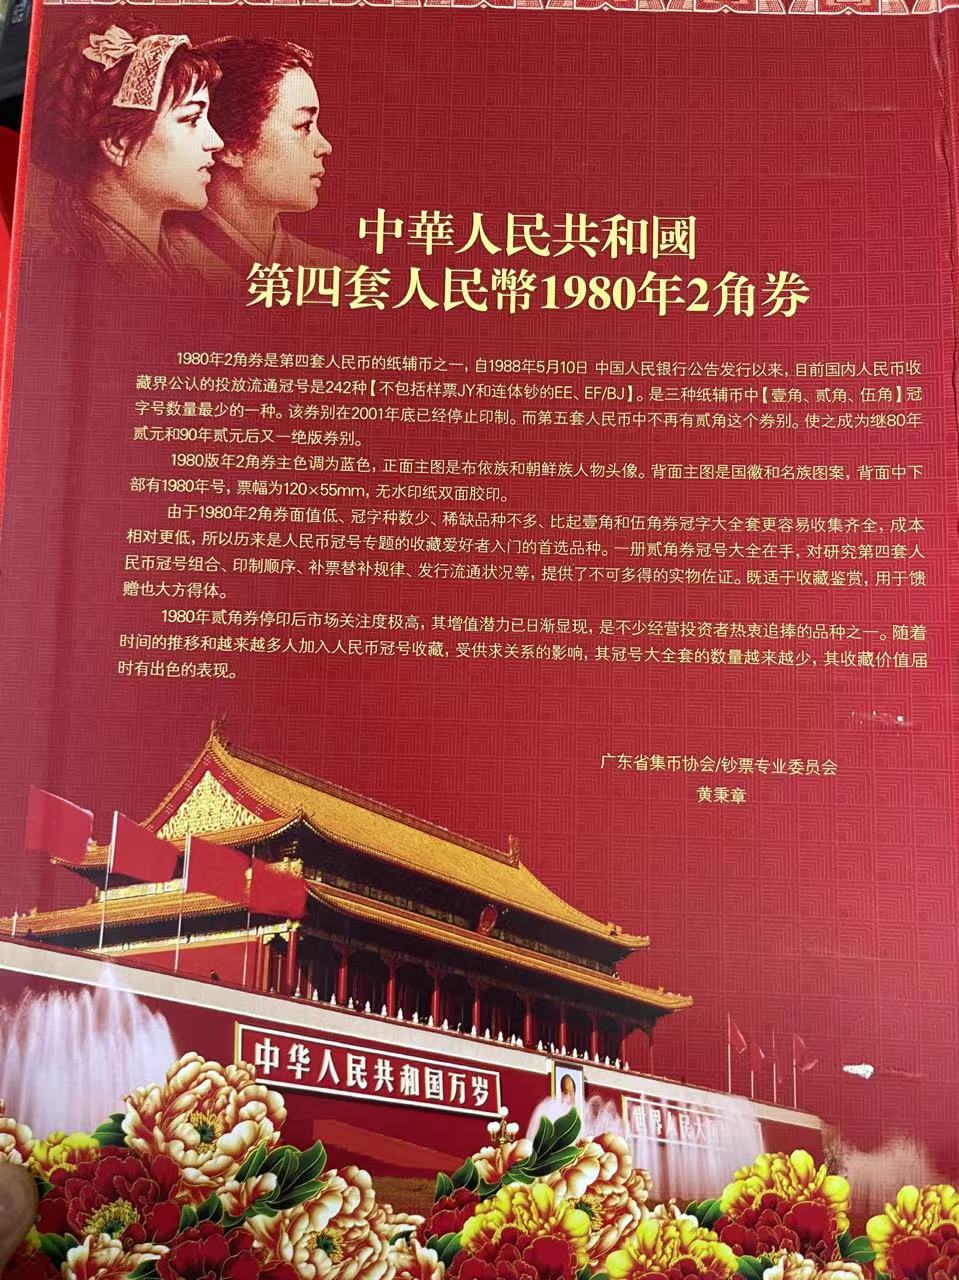 中華人民共和國
第四套人民幣1980年2角券
1980年2角券是第四套人民币的纸辅币之一，自1988年5月10日 中国人民银行公告发行以来，目前国内人民币收
藏界公认的投放流通冠号是242种【不包括样票JY和连体钞的EE、EF/BJ】。是三种纸辅币中【壹角、贰角、伍角】冠
字号数量最少的一种。该券别在2001年底已经停止印制。而第五套人民币中不再有贰角这个券别。使之成为继80年
贰元和90年贰元后又一绝版券别。
1980版年2角券主色调为蓝色，正面主图是布依族和朝鲜族人物头像。背面主图是国徽和名族图案，背面中下
部有1980年号，票幅为120×55mm，无水印纸双面胶印。
由于1980年2角券面值低、冠字种数少、稀缺品种不多、比起壹角和伍角券冠字大全套更容易收集齐全，成本
相对更低，所以历来是人民币冠号专题的收藏爱好者入门的首选品种。一册贰角券冠号大全在手，对研究第四套人
民币冠号组合、印制顺序、补票替补规律、发行流通状况等，提供了不可多得的实物佐证。既适于收藏鉴赏，用于馈
赠也大方得体。
1980年贰角券停印后市场关注度极高，其增值潜力已日渐显现，是不少经营投资者热衷追捧的品种之一。随着
时间的推移和越来越多人加入人民币冠号收藏，受供求关系的影响，其冠号大全套的数量越来越少，其收藏价值届
时有出色的表现。
广东省集币协会/钞票专业委员会
黄秉章
中华人民共和国万岁
世界人民大